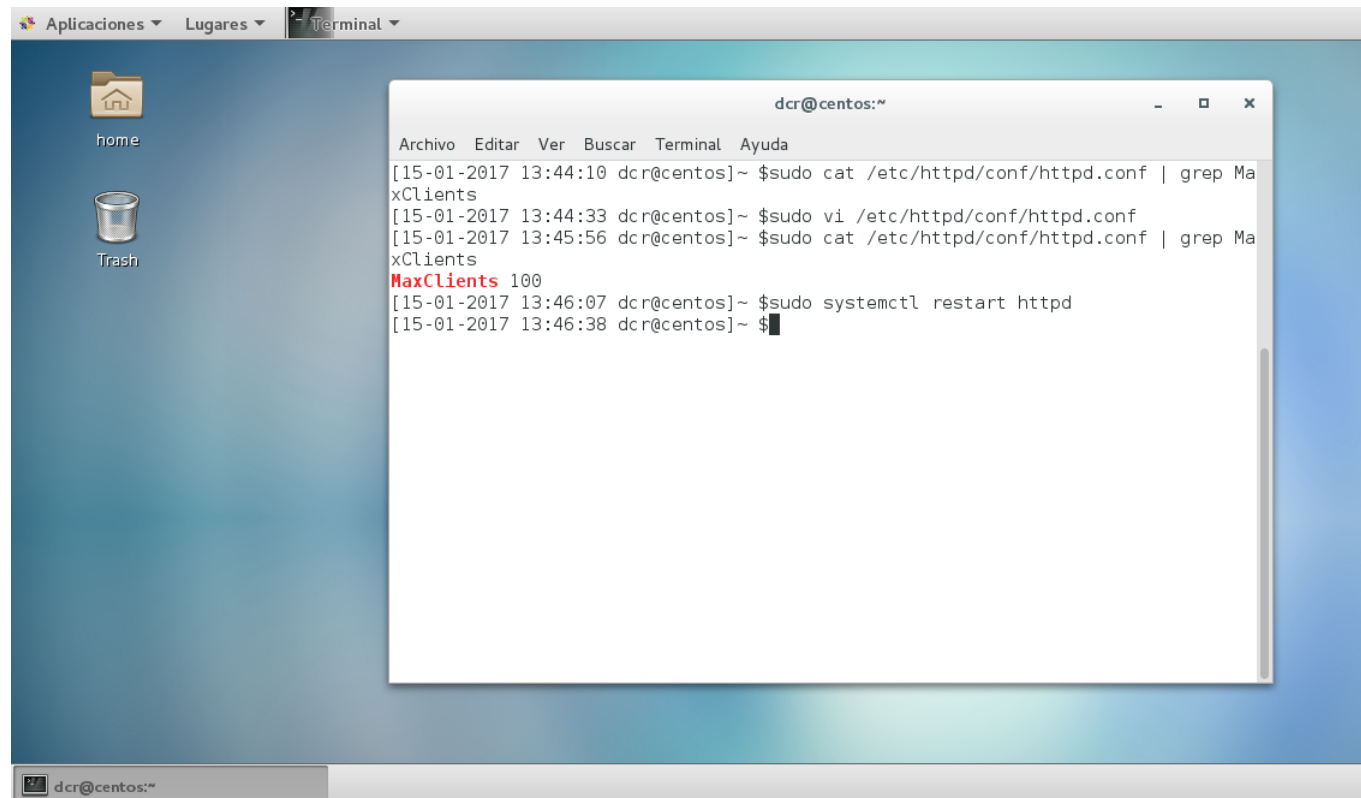 Aplicaciones Lugares Terminal
home
Trash
dcr@centos:~
Archivo Editar Ver Buscar Terminal Ayuda
[15-01-2017 13:44:10 dcr@centos]~ $sudo cat /etc/httpd/conf/httpd.conf | grep Ma
xClients
[15-01-2017 13:44:33 dcr@centos]~ $sudo vi /etc/httpd/conf/httpd.conf
[15-01-2017 13:45:56 dcr@centos]~ $sudo cat /etc/httpd/conf/httpd.conf | grep Ma
xClients
MaxClients 100
[15-01-2017 13:46:07 dcr@centos]~ $sudo systemctl restart httpd
[15-01-2017 13:46:38 dcr@centos]~ $
dcr@centos:~